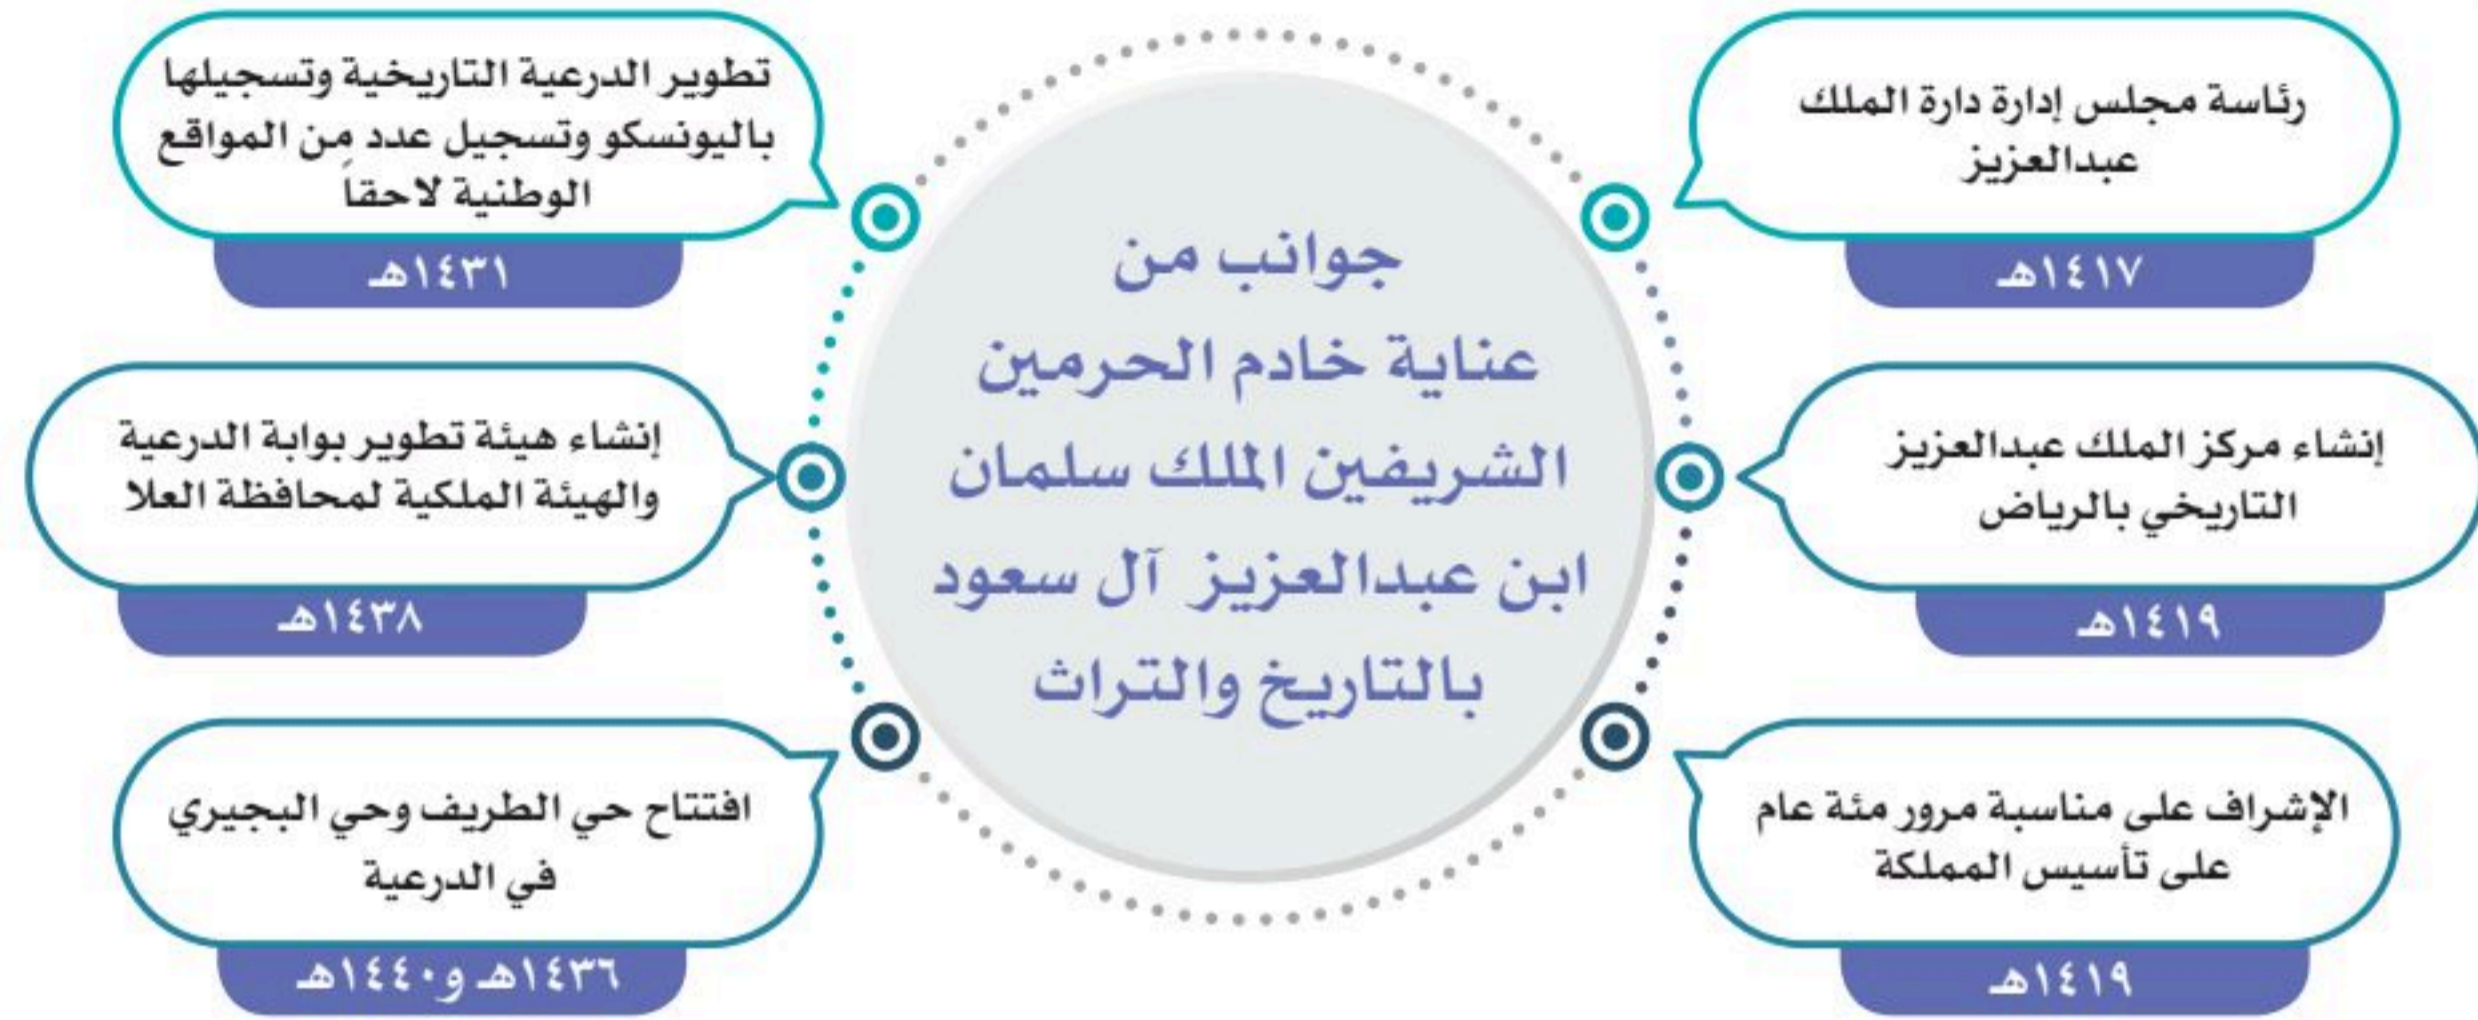 جوانب من
عناية خادم الحرمين
الشريفين الملك سلمان
ابن عبدالعزيز آل سعود
بالتاريخ والتراث
رئاسة مجلس إدارة دارة الملك
عبدالعزيز
١٤١٧هـ
إنشاء مركز الملك عبدالعزيز
التاريخي بالرياض
١٤١٩هـ
الإشراف على مناسبة مرور مئة عام
على تأسيس المملكة
١٤١٩هـ
تطوير الدرعية التاريخية وتسجيلها
باليونسكو وتسجيل عدد من المواقع
الوطنية لاحقاً
١٤٣١هـ
إنشاء هيئة تطوير بوابة الدرعية
والهيئة الملكية لمحافظة العلا
١٤٣٨هـ
افتتاح حي الطريف وحي البجيري
في الدرعية
١٤٣٦هـ و١٤٤٠هـ